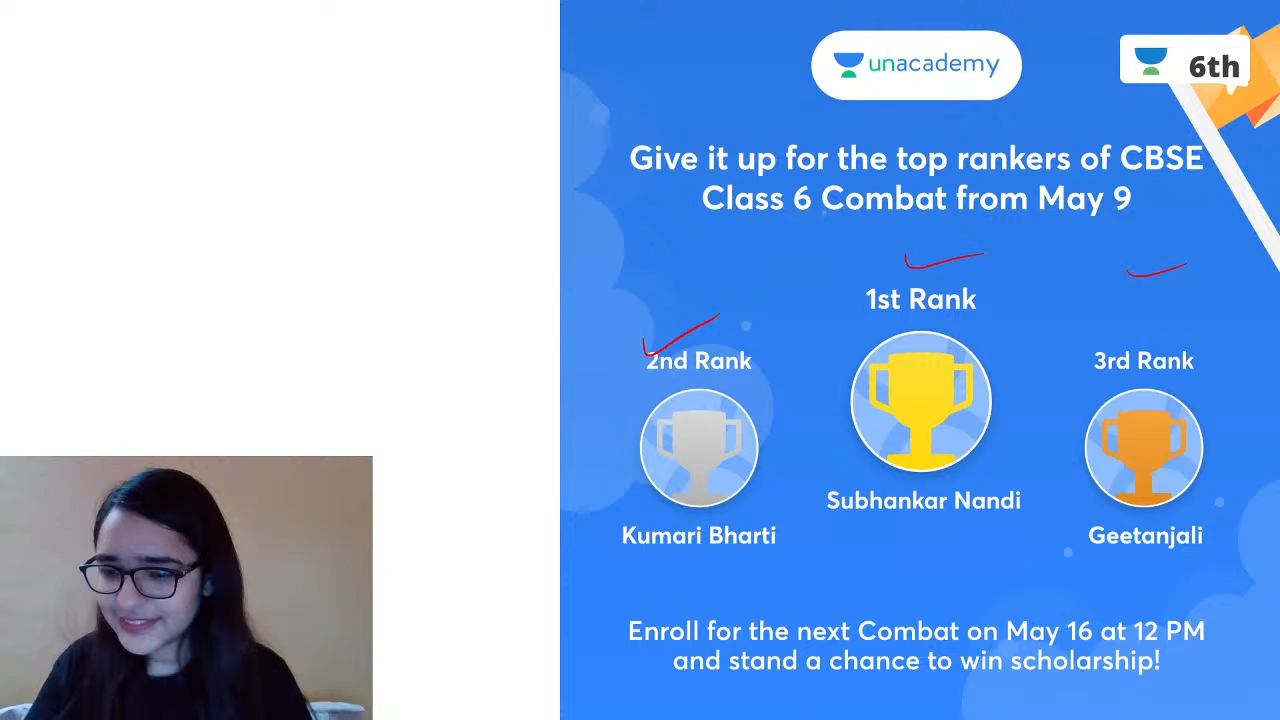 unacademy
6th
Give it up for the top rankers of CBSE
Class 6 Combat from May 9
1st Rank
2nd Rank
3rd Rank
Subhankar Nandi
Kumari Bharti
Geetanjali
Enroll for the next Combat on May 16 at 12 PM
and stand a chance to win scholarship!